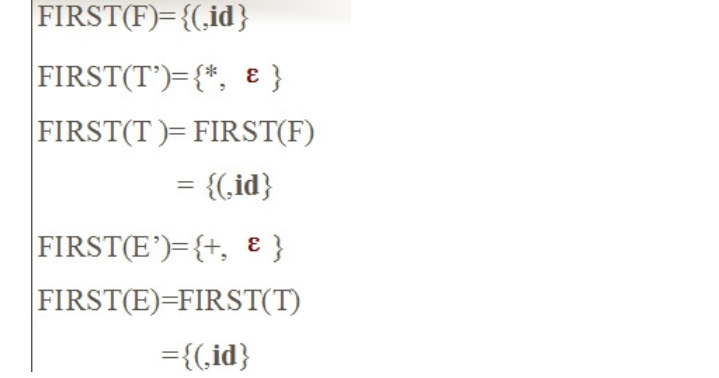 FIRST(F)={(,id}
FIRST(T’)={*, ε }
FIRST(T )= FIRST(F)
= {(,id}
FIRST(E’)={+, ε }
FIRST(E)=FIRST(T)
={(,id}